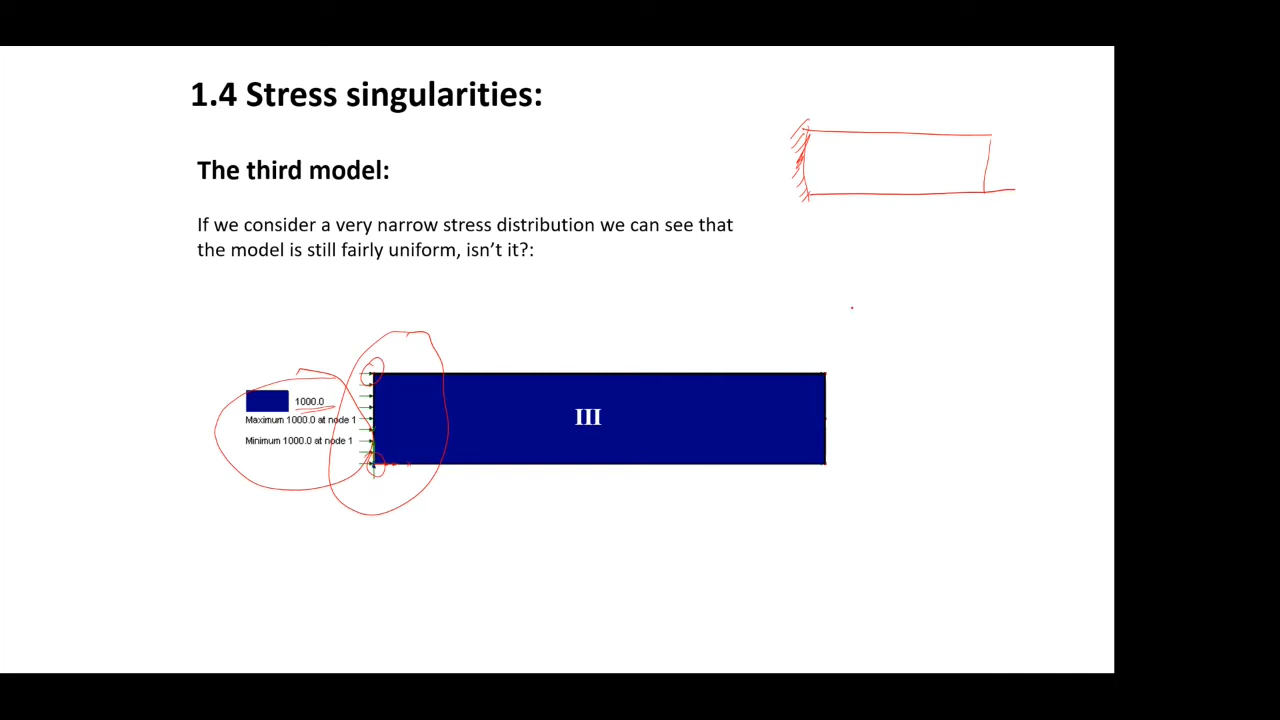 1.4 Stress singularities:
The third model:
If we consider a very narrow stress distribution we can see that
the model is still fairly uniform, isn’t it?:
1000.0
Maximum 1000.0 at node 1
Minimum 1000.0 at node 1
III